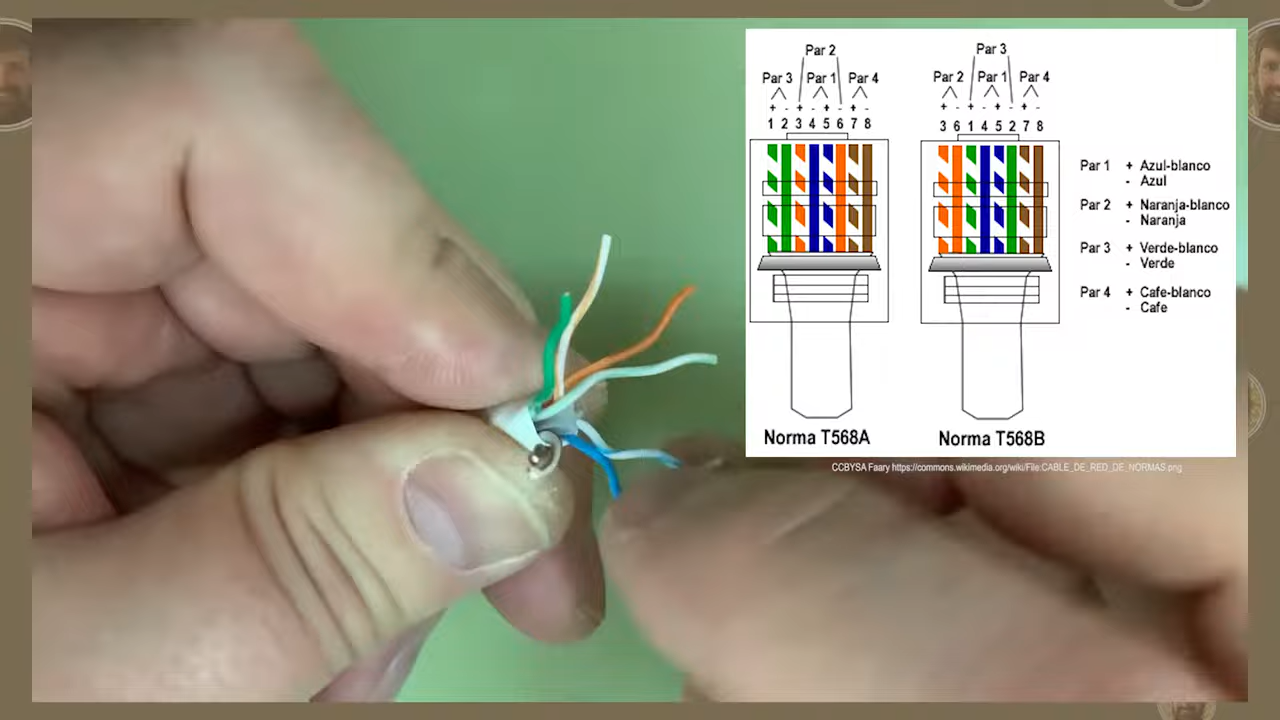 Par 2
Par 3 Par 1 Par 4
+ - + - + - + -
1 2 3 4 5 6 7 8
Norma T568A
Par 3
Par 2 Par 1 Par 4
+ - + - + - + -
3 6 1 4 5 2 7 8
Norma T568B
Par 1 + Azul-blanco
- Azul
Par 2 + Naranja-blanco
- Naranja
Par 3 + Verde-blanco
- Verde
Par 4 + Cafe-blanco
- Cafe
CCBYSA Faary https://commons.wikimedia.org/wiki/File:CABLE_DE_RED_DE_NORMAS.png